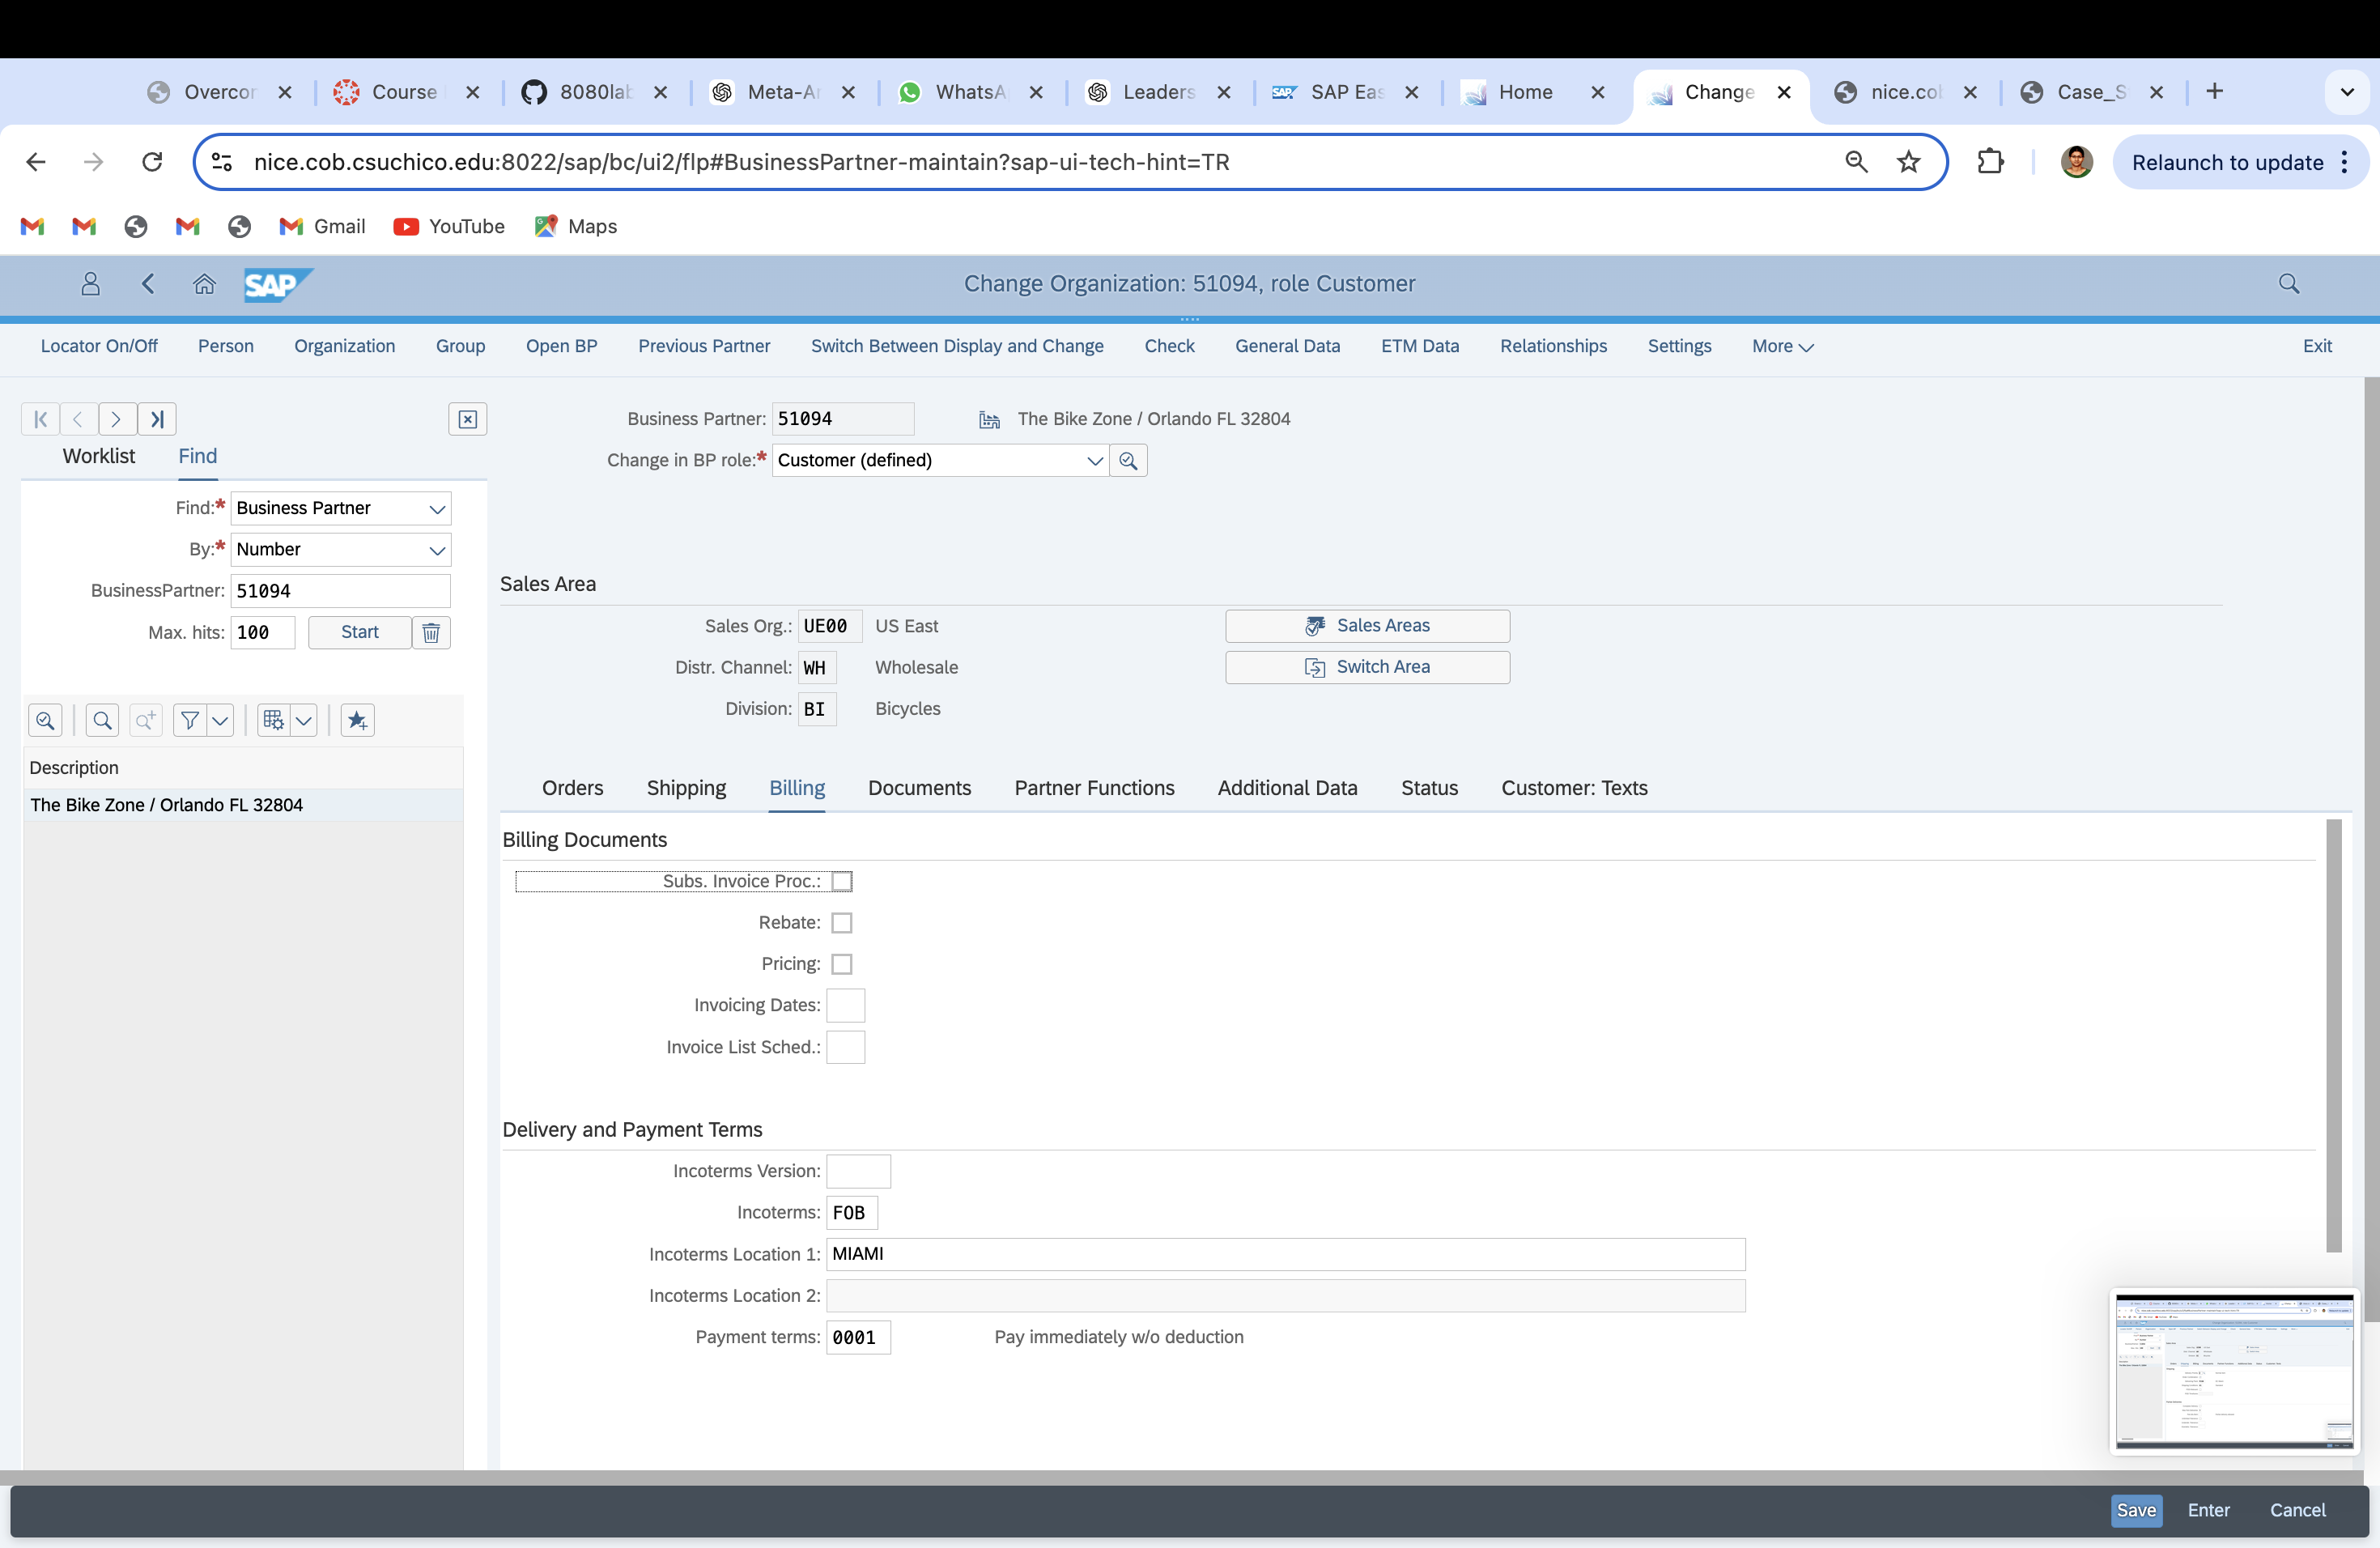 Overcor
Course
8080lab
Meta-Ar
WhatsA
Leaders
SAP Eas
Home
Change
nice.col
Case_S
nice.cob.csuchico.edu:8022/sap/bc/ui2/flp#BusinessPartner-maintain?sap-ui-tech-hint=TR
Relaunch to update
Gmail YouTube Maps
SAP Change Organization: 51094, role Customer
Locator On/Off Person Organization Group Open BP Previous Partner Switch Between Display and Change Check General Data ETM Data Relationships Settings More Exit
Worklist Find
Find:* Business Partner
By:* Number
BusinessPartner: 51094
Max. hits: 100 Start
Description
The Bike Zone / Orlando FL 32804
Business Partner: 51094 The Bike Zone / Orlando FL 32804
Change in BP role:* Customer (defined)
Sales Area
Sales Org.: UE00 US East Sales Areas
Distr. Channel: WH Wholesale Switch Area
Division: BI Bicycles
Orders Shipping Billing Documents Partner Functions Additional Data Status Customer: Texts
Billing Documents
Subs. Invoice Proc.:
Rebate:
Pricing:
Invoicing Dates:
Invoice List Sched.:
Delivery and Payment Terms
Incoterms Version:
Incoterms: FOB
Incoterms Location 1: MIAMI
Incoterms Location 2:
Payment terms: 0001 Pay immediately w/o deduction
Save Enter Cancel